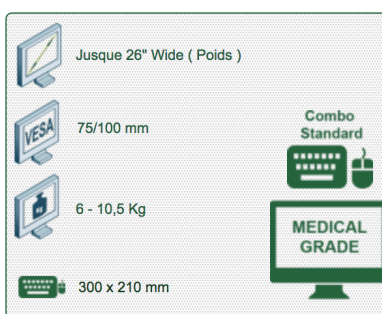 Jusque 26" Wide ( Poids )
VESA
75/100 mm
Combo
Standard
KG
6 - 10,5 Kg
MEDICAL
GRADE
300 x 210 mm